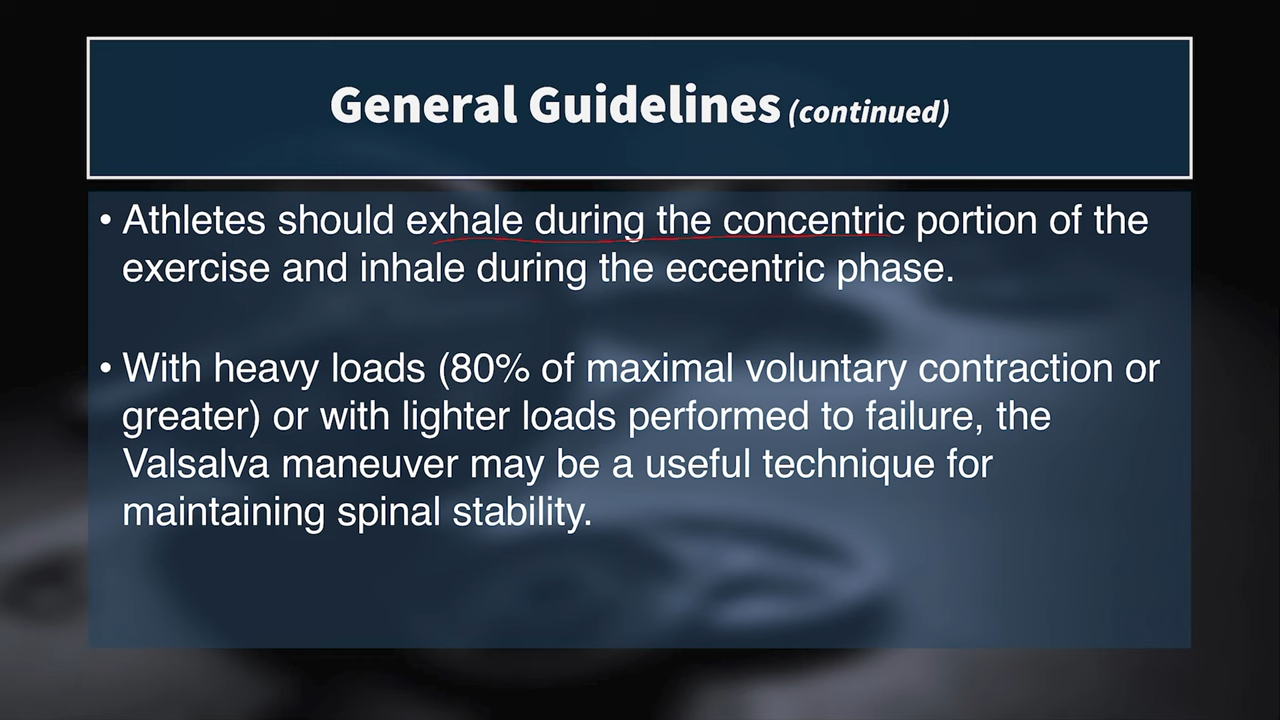 General Guidelines (continued)
• Athletes should exhale during the concentric portion of the
exercise and inhale during the eccentric phase.
• With heavy loads (80% of maximal voluntary contraction or
greater) or with lighter loads performed to failure, the
Valsalva maneuver may be a useful technique for
maintaining spinal stability.